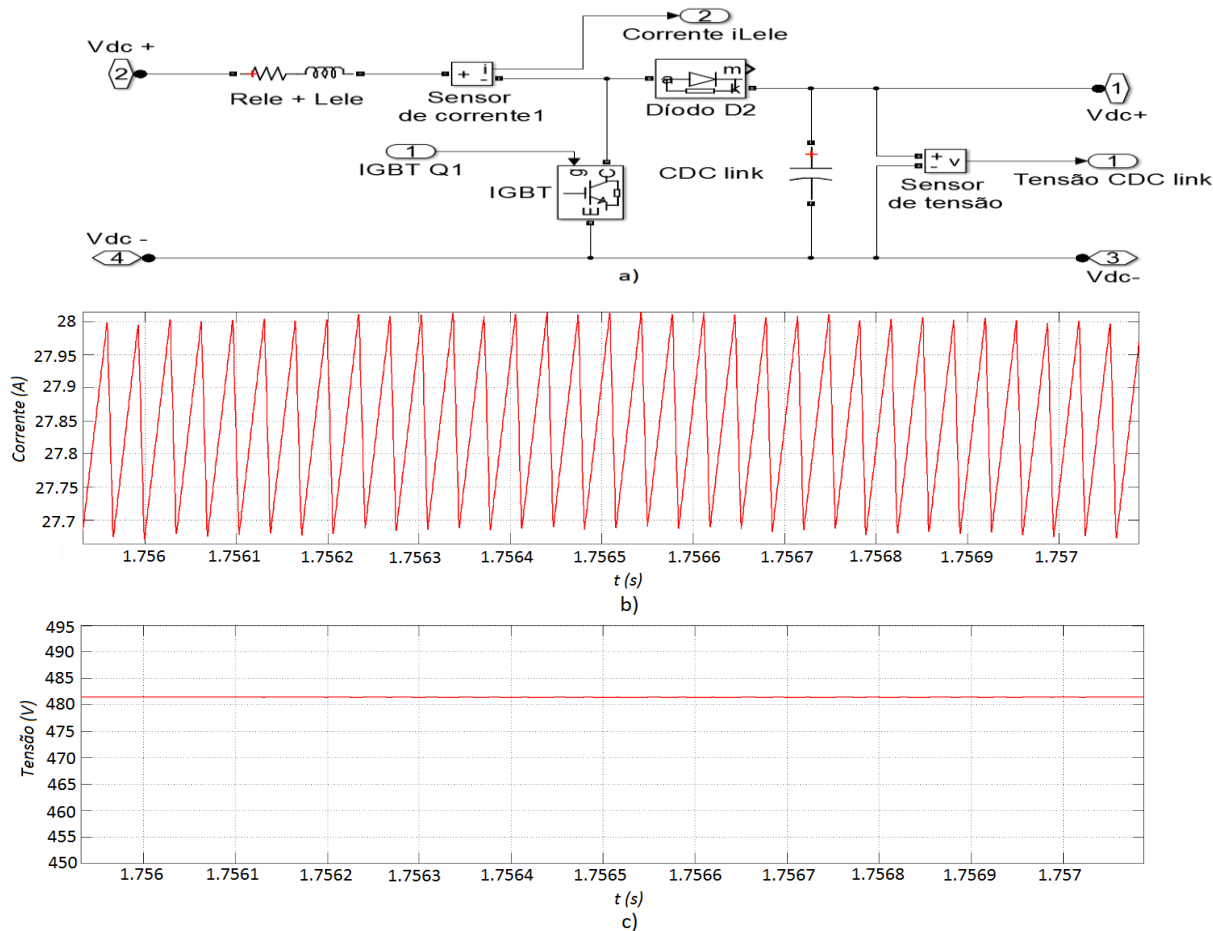 2
Corrente iLele
Vdc +
2
Rele + Lele
+
i
-
Sensor
de corrente1
a
m
k
Díodo D2
1
Vdc+
1
IGBT Q1
g
C
E
IGBT
CDC link
+
-
v
Sensor
de tensão
1
Tensão CDC link
Vdc -
4
3
Vdc-
a)
28
27.95
27.9
27.85
27.8
27.75
27.7
Corrente (A)
1.756 1.7561 1.7562 1.7563 1.7564 1.7565 1.7566 1.7567 1.7568 1.7569 1.757
t (s)
b)
495
490
485
480
475
470
465
460
455
450
Tensão (V)
1.756 1.7561 1.7562 1.7563 1.7564 1.7565 1.7566 1.7567 1.7568 1.7569 1.757
t (s)
c)